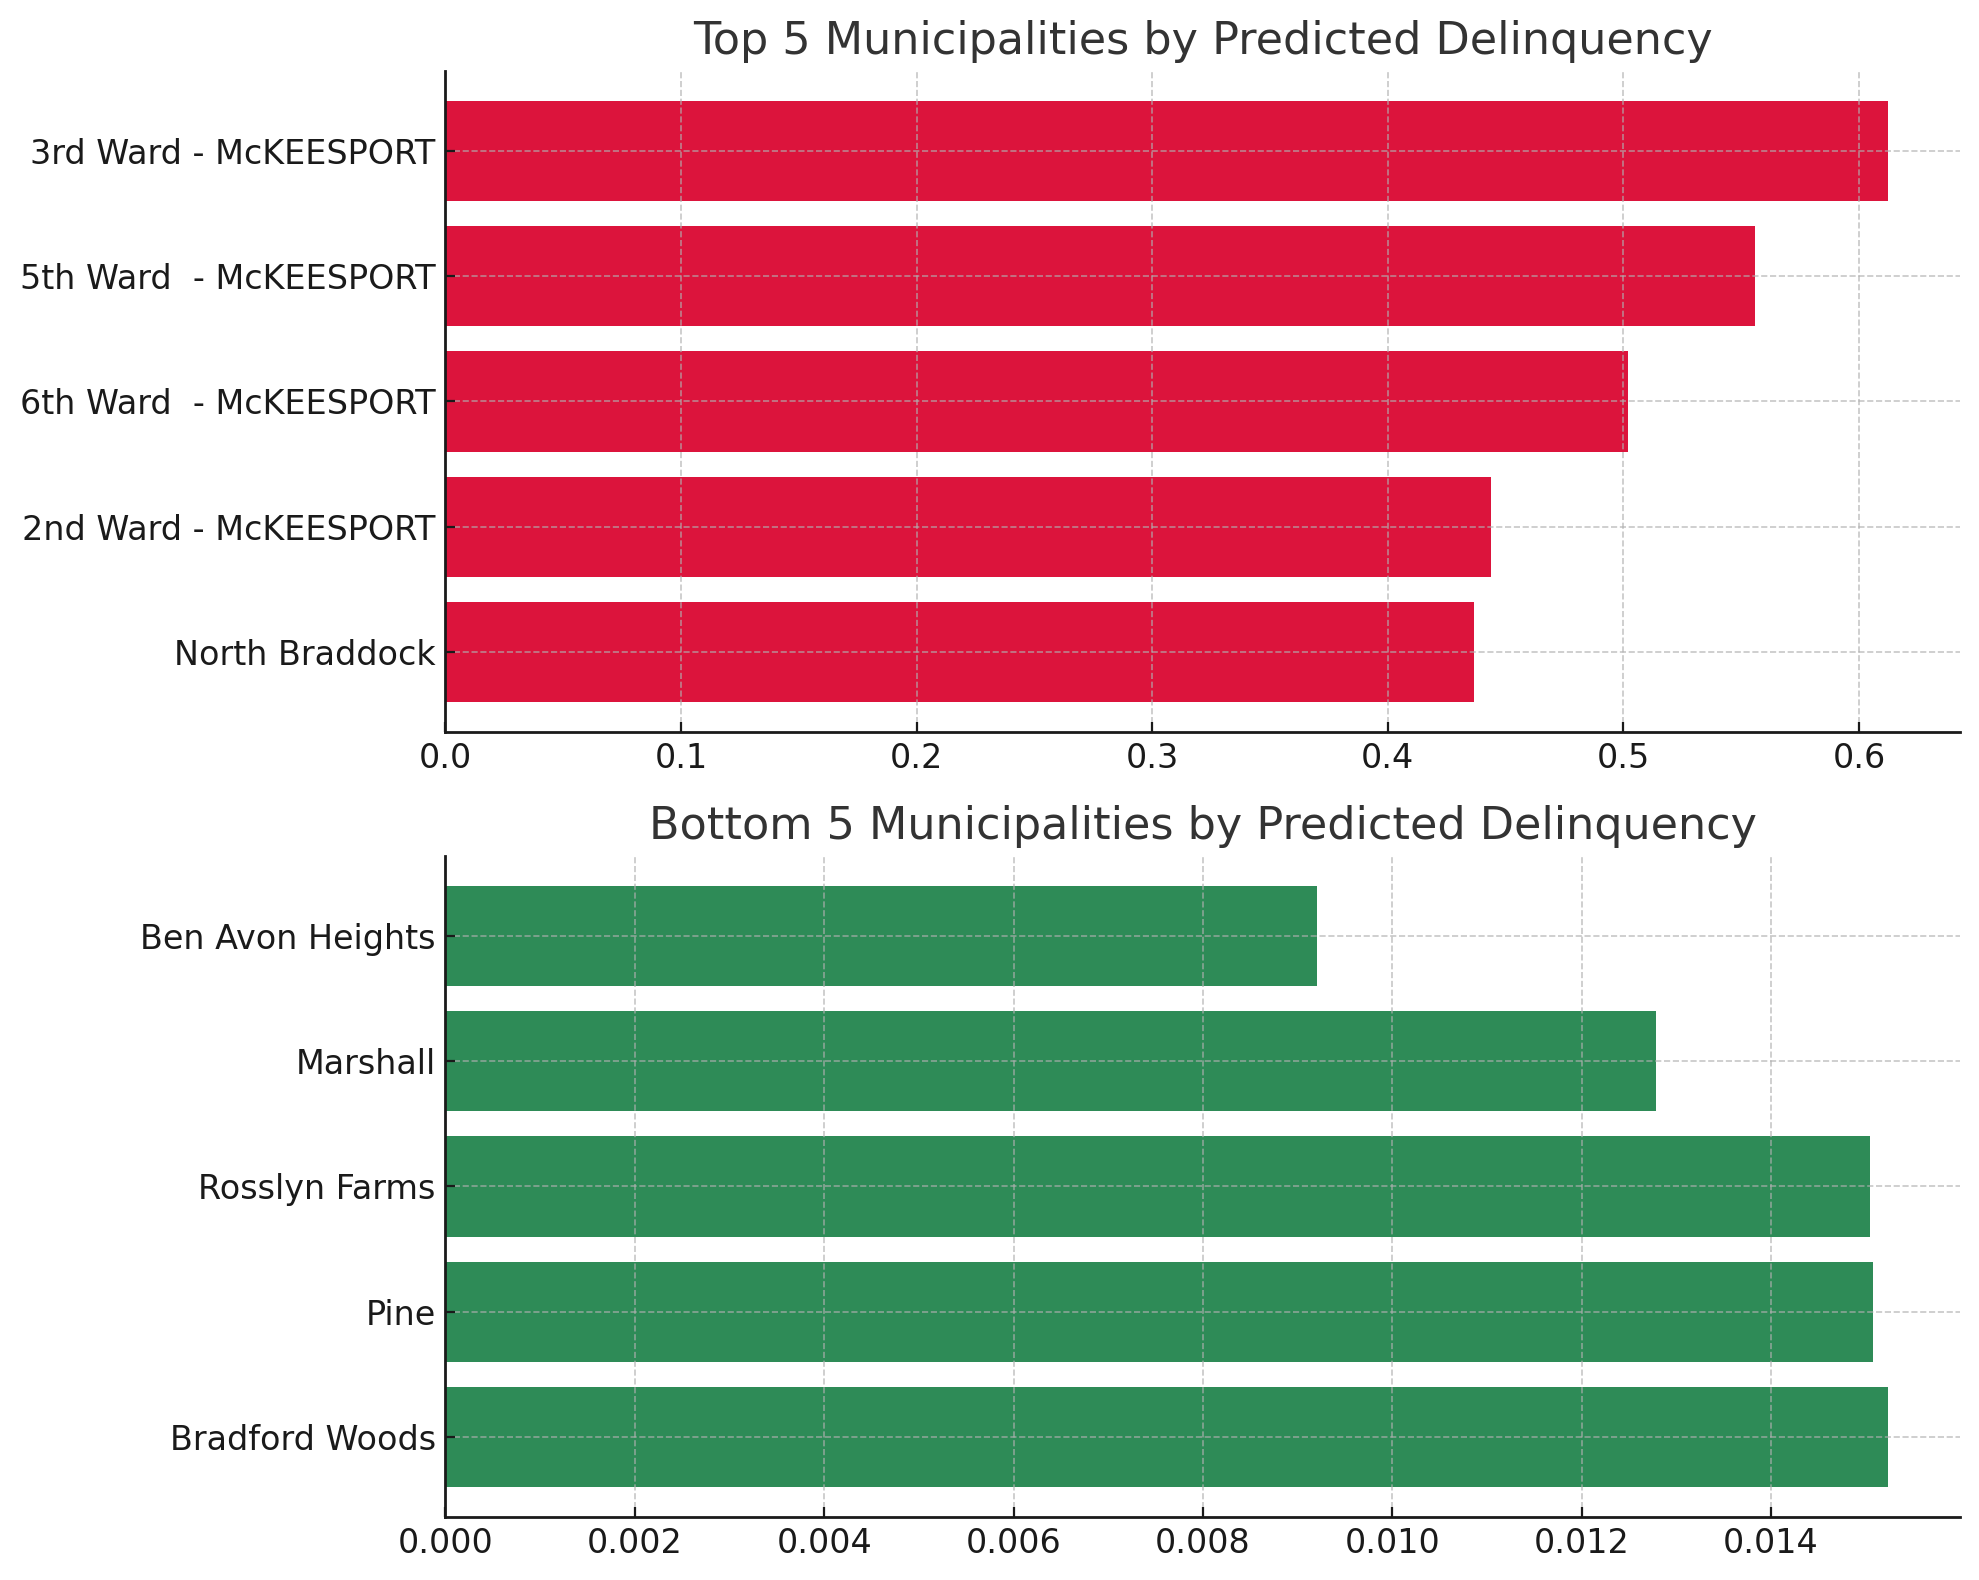 Top 5 Municipalities by Predicted Delinquency
3rd Ward - McKEESPORT
5th Ward  - McKEESPORT
6th Ward  - McKEESPORT
2nd Ward - McKEESPORT
North Braddock
0.0 0.1 0.2 0.3 0.4 0.5 0.6
Bottom 5 Municipalities by Predicted Delinquency
Ben Avon Heights
Marshall
Rosslyn Farms
Pine
Bradford Woods
0.000 0.002 0.004 0.006 0.008 0.010 0.012 0.014